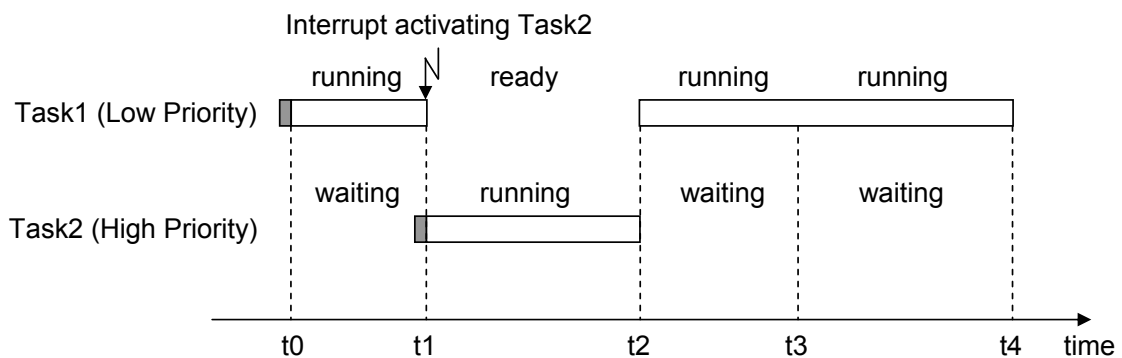 Interrupt activating Task2
running ready running running
Task1 (Low Priority)
waiting running waiting waiting
Task2 (High Priority)
t0 t1 t2 t3 t4 time